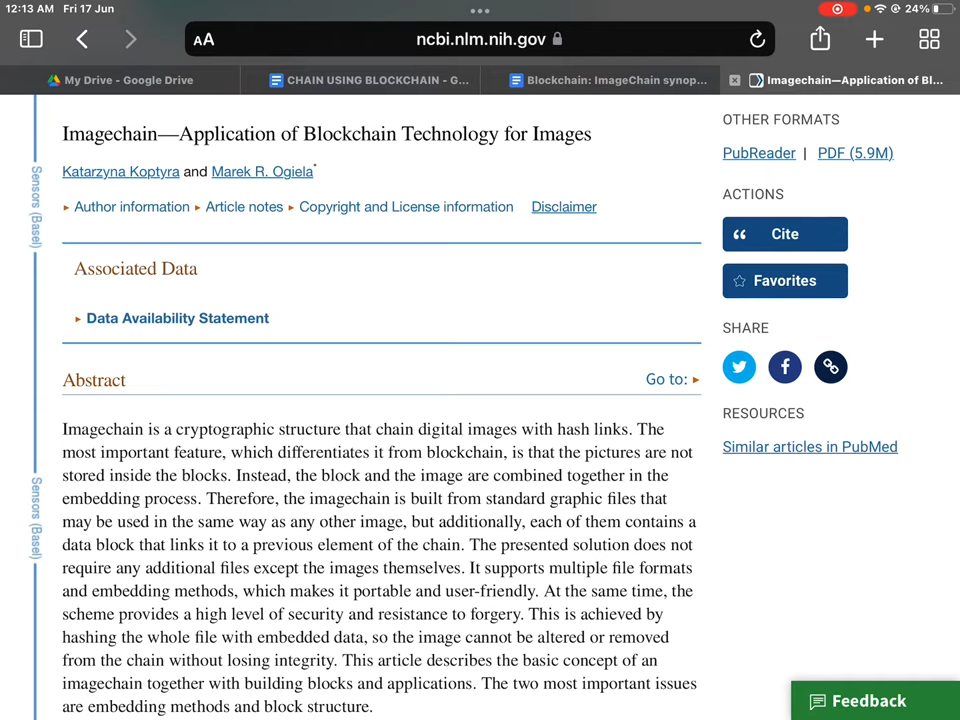 12:13 AM Fri 17 Jun
24%
AA
ncbi.nlm.nih.gov
My Drive - Google Drive
CHAIN USING BLOCKCHAIN - G...
Blockchain: ImageChain synop...
Imagechain—Application of Bl...
Sensors (Basel)
Sensors (Basel)
Imagechain—Application of Blockchain Technology for Images
Katarzyna Koptyra and Marek R. Ogiela*
▸ Author information ▸ Article notes ▸ Copyright and License information Disclaimer
Associated Data
▸ Data Availability Statement
Abstract
Go to: ▸
Imagechain is a cryptographic structure that chain digital images with hash links. The
most important feature, which differentiates it from blockchain, is that the pictures are not
stored inside the blocks. Instead, the block and the image are combined together in the
embedding process. Therefore, the imagechain is built from standard graphic files that
may be used in the same way as any other image, but additionally, each of them contains a
data block that links it to a previous element of the chain. The presented solution does not
require any additional files except the images themselves. It supports multiple file formats
and embedding methods, which makes it portable and user-friendly. At the same time, the
scheme provides a high level of security and resistance to forgery. This is achieved by
hashing the whole file with embedded data, so the image cannot be altered or removed
from the chain without losing integrity. This article describes the basic concept of an
imagechain together with building blocks and applications. The two most important issues
are embedding methods and block structure.
OTHER FORMATS
PubReader | PDF (5.9M)
ACTIONS
Cite
Favorites
SHARE
RESOURCES
Similar articles in PubMed
Feedback